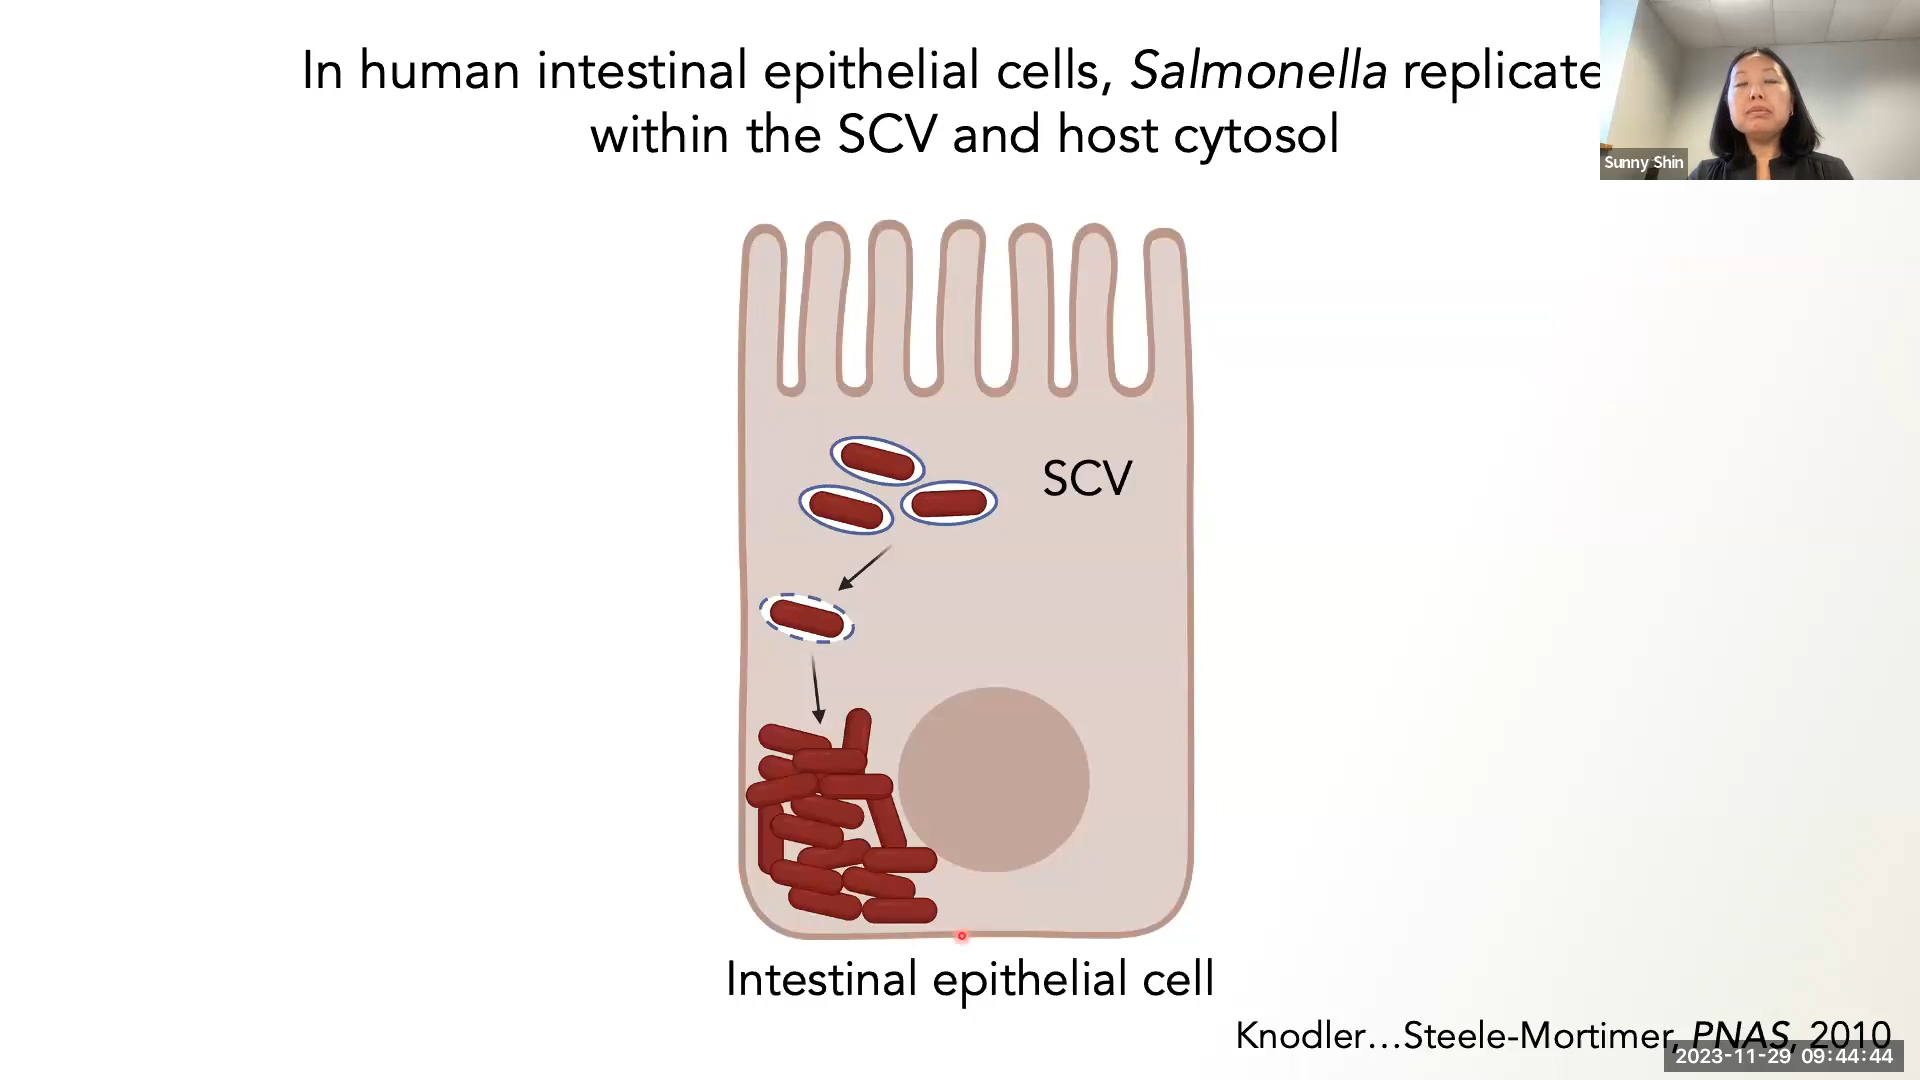 In human intestinal epithelial cells, Salmonella replicate
within the SCV and host cytosol
Sunny Shin
SCV
Intestinal epithelial cell
Knodler...Steele-Mortimer, PNAS, 2010
2023-11-29 09:44:44